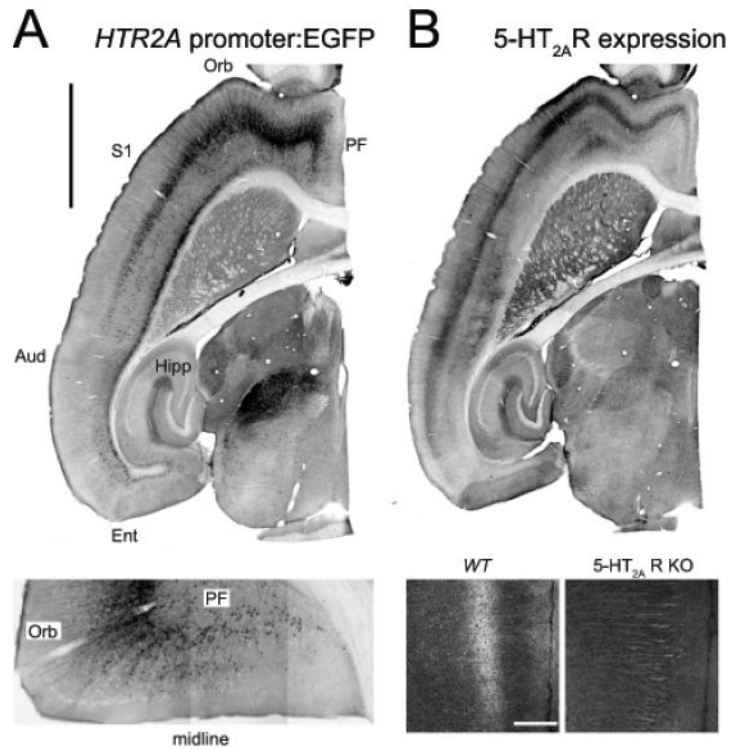 A
HTR2A promoter:EGFP
B
5-HT2AR expression
Orb
S1
PF
Aud
Hipp
Ent
PF
Orb
midline
WT
5-HT2A R KO